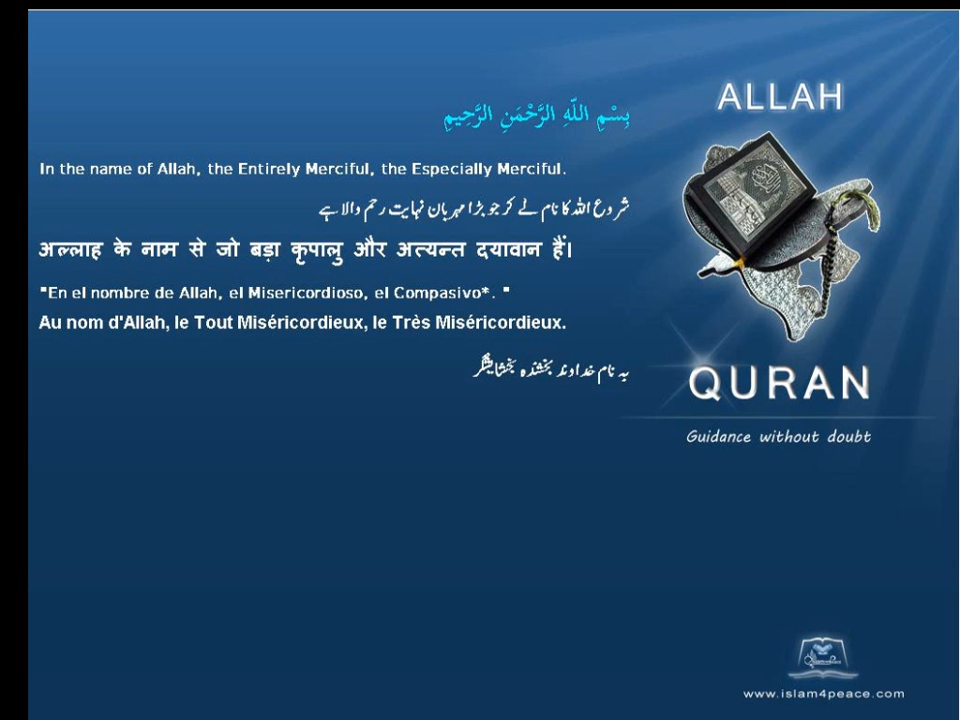 بِسْمِ اللَّهِ الرَّحْمَنِ الرَّحِيمِ
In the name of Allah, the Entirely Merciful, the Especially Merciful.
شروع اللہ کا نام لے کر جو بڑا مہربان نہایت رحم والا ہے
अल्लाह के नाम से जो बड़ा कृपालु और अत्यन्त दयावान हैं।
"En el nombre de Allah, el Misericordioso, el Compasivo*. "
Au nom d'Allah, le Tout Miséricordieux, le Très Miséricordieux.
به نام خداوند بخشنده بخشایشگر
ALLAH
QURAN
Guidance without doubt
www.islam4peace.com